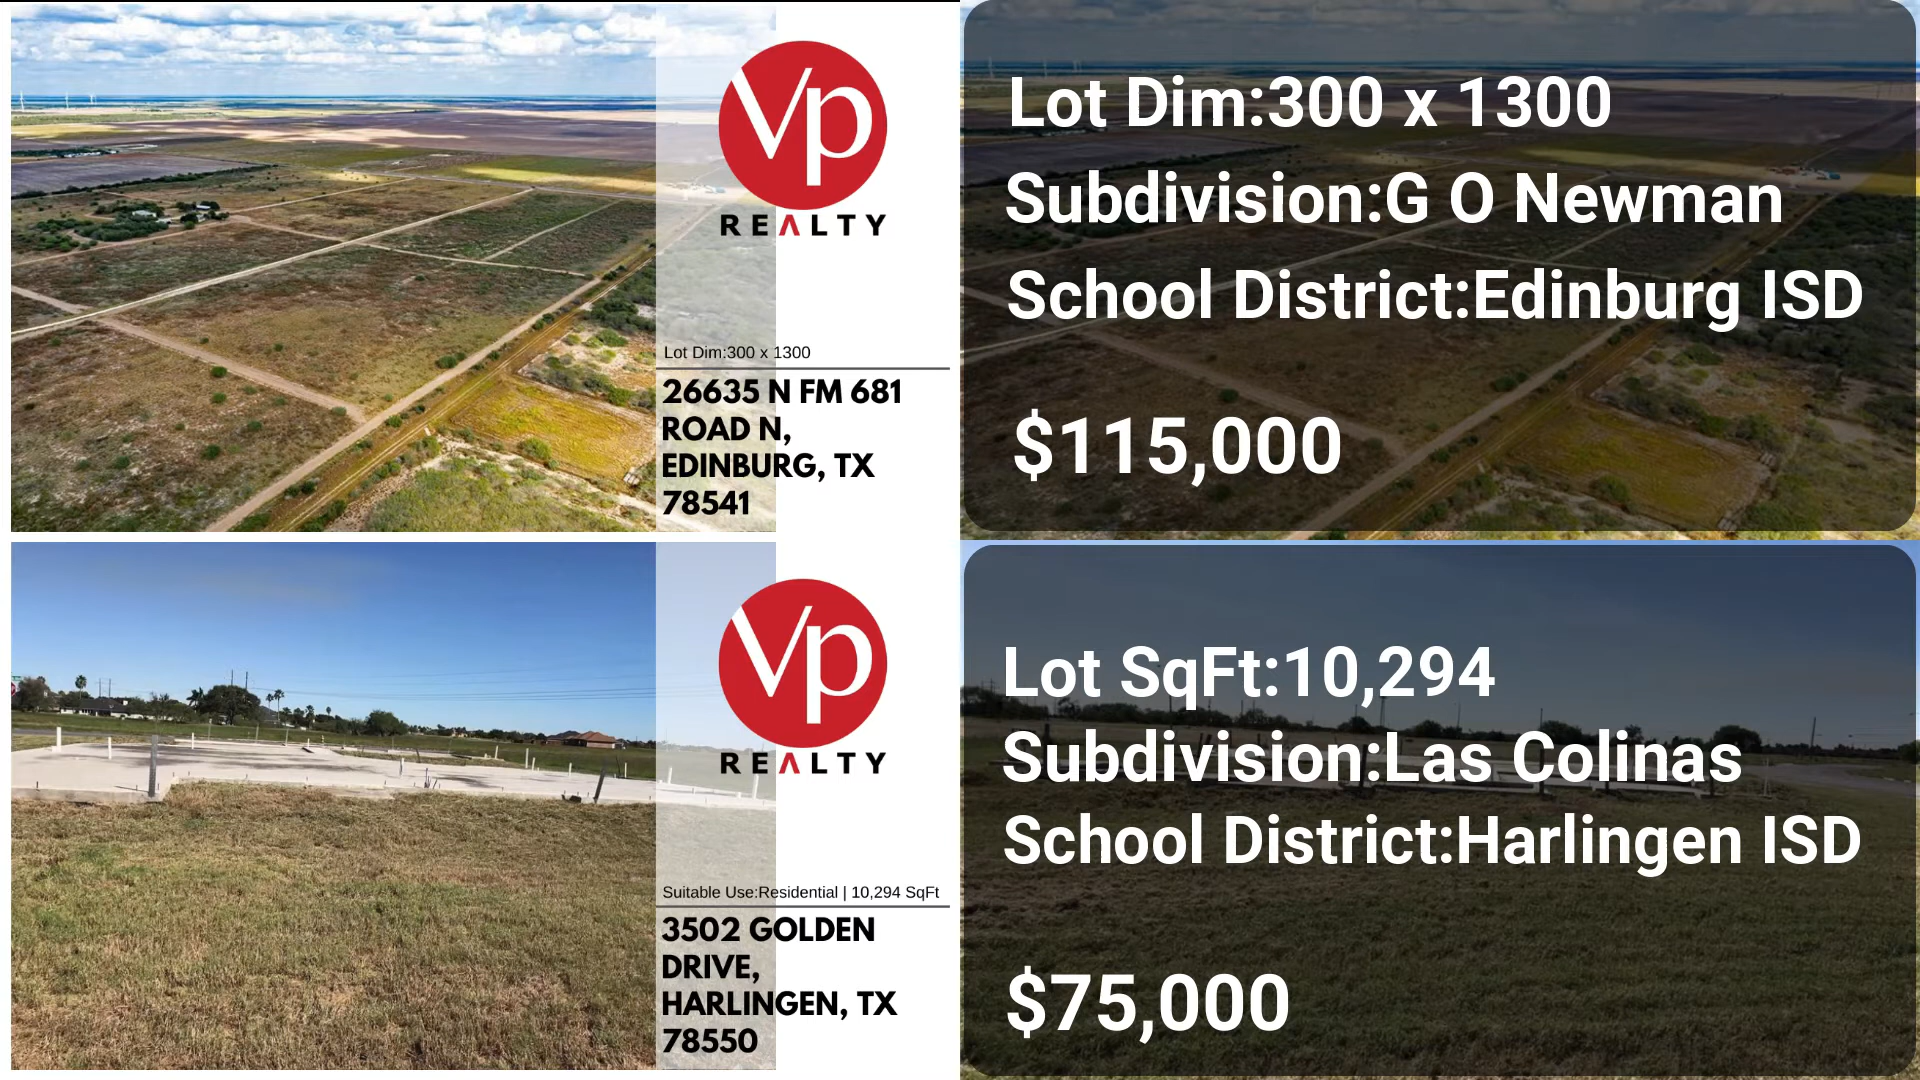 Vp
REALTY
Lot Dim:300 x 1300
26635 N FM 681
ROAD N,
EDINBURG, TX
78541
Lot Dim:300 x 1300
Subdivision:G O Newman
School District:Edinburg ISD
$115,000
Vp
REALTY
Suitable Use:Residential | 10,294 SqFt
3502 GOLDEN
DRIVE,
HARLINGEN, TX
78550
Lot SqFt:10,294
Subdivision:Las Colinas
School District:Harlingen ISD
$75,000